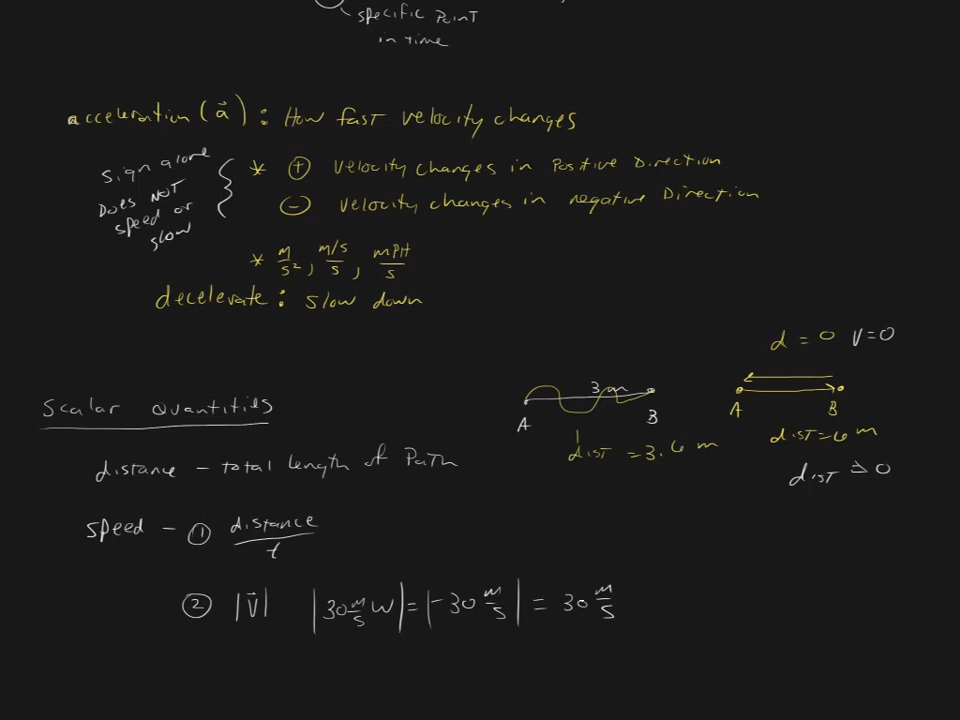 specific Point
in time
acceleration (a⃗) : How fast velocity changes
sign alone
Does NOT
speed or
slow
* ⊕ velocity changes in Positive Direction
⊖ velocity changes in negative Direction
* m/s², m/s/s, mPH/s
decelerate : slow down
d = 0 V=0
3m
A B
A B
dist = 3.6 m
dist = 6 m
dist ≥ 0
Scalar Quantities
distance - total length of Path
speed - ① distance/t
② |v⃗| |30 m/s W| = |-30 m/s| = 30 m/s